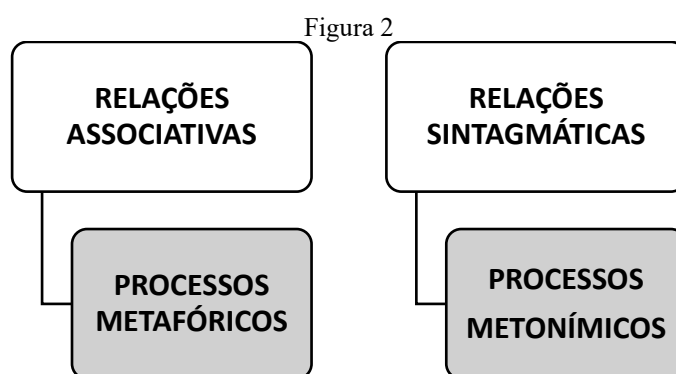 Figura 2
RELAÇÕES
ASSOCIATIVAS
RELAÇÕES
SINTAGMÁTICAS
PROCESSOS
METAFÓRICOS
PROCESSOS
METONÍMICOS